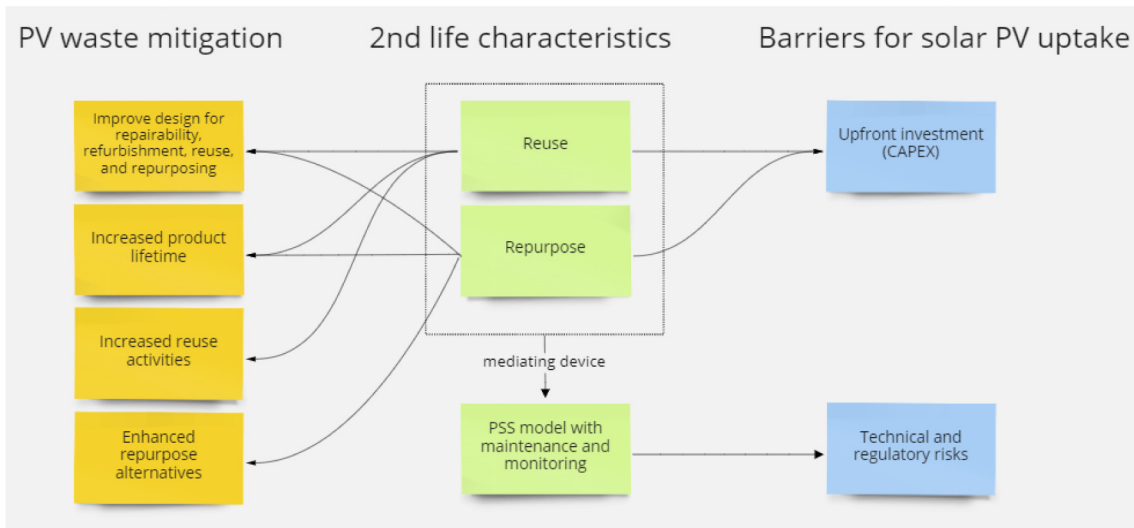 PV waste mitigation
2nd life characteristics
Barriers for solar PV uptake
Improve design for
repairability,
refurbishment, reuse,
and repurposing
Increased product
lifetime
Increased reuse
activities
Enhanced
repurpose
alternatives
Reuse
Repurpose
mediating device
PSS model with
maintenance and
monitoring
Upfront investment
(CAPEX)
Technical and
regulatory risks